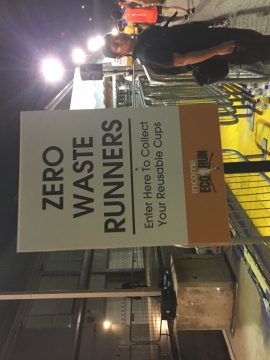 ZERO
WASTE
RUNNERS
Enter Here To Collect
Your Reusable Cups
income
ECO RUN